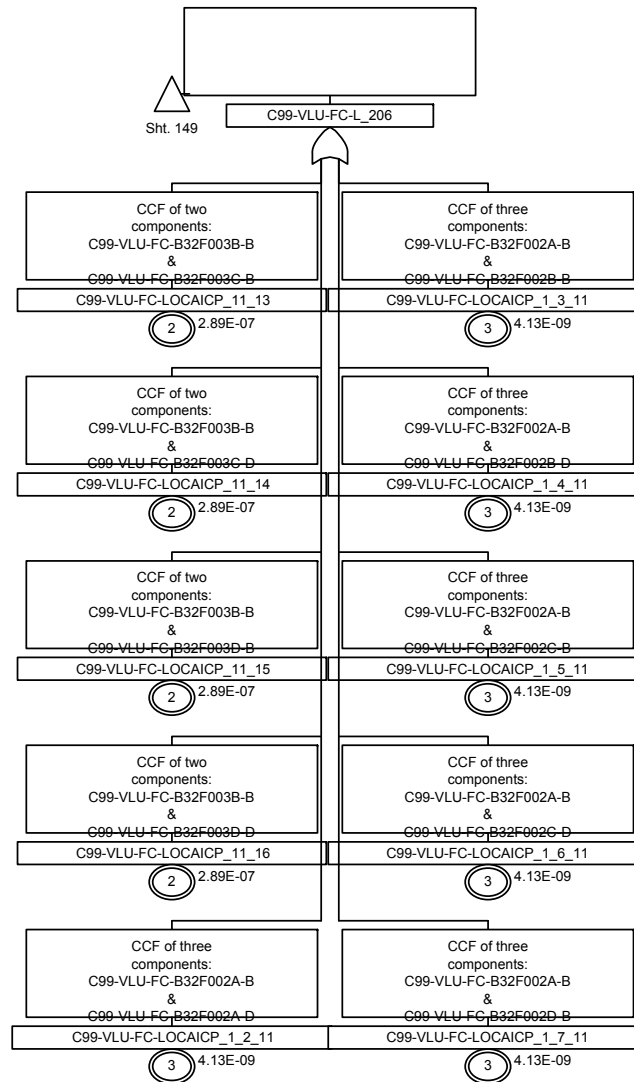 C99-VLU-FC-L_206
Sht. 149
CCF of two
components:
C99-VLU-FC-B32F003B-B
&
C99-VLU-FC-B32F003C-B
C99-VLU-FC-LOCAICP_11_13
2
2.89E-07
CCF of three
components:
C99-VLU-FC-B32F002A-B
&
C99-VLU-FC-B32F002B-B
C99-VLU-FC-LOCAICP_1_3_11
3
4.13E-09
CCF of two
components:
C99-VLU-FC-B32F003B-B
&
C99-VLU-FC-B32F003C-D
C99-VLU-FC-LOCAICP_11_14
2
2.89E-07
CCF of three
components:
C99-VLU-FC-B32F002A-B
&
C99-VLU-FC-B32F002B-D
C99-VLU-FC-LOCAICP_1_4_11
3
4.13E-09
CCF of two
components:
C99-VLU-FC-B32F003B-B
&
C99-VLU-FC-B32F003D-B
C99-VLU-FC-LOCAICP_11_15
2
2.89E-07
CCF of three
components:
C99-VLU-FC-B32F002A-B
&
C99-VLU-FC-B32F002C-B
C99-VLU-FC-LOCAICP_1_5_11
3
4.13E-09
CCF of two
components:
C99-VLU-FC-B32F003B-B
&
C99-VLU-FC-B32F003D-D
C99-VLU-FC-LOCAICP_11_16
2
2.89E-07
CCF of three
components:
C99-VLU-FC-B32F002A-B
&
C99-VLU-FC-B32F002C-D
C99-VLU-FC-LOCAICP_1_6_11
3
4.13E-09
CCF of three
components:
C99-VLU-FC-B32F002A-B
&
C99-VLU-FC-B32F002A-D
C99-VLU-FC-LOCAICP_1_2_11
3
4.13E-09
CCF of three
components:
C99-VLU-FC-B32F002A-B
&
C99-VLU-FC-B32F002D-B
C99-VLU-FC-LOCAICP_1_7_11
3
4.13E-09